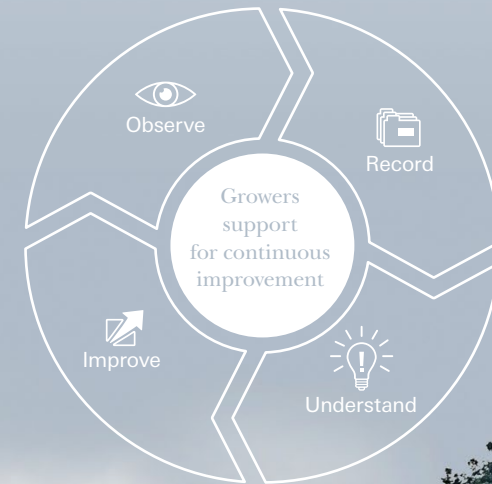 Observe
Record
Growers
support
for continuous
improvement
Improve
Understand